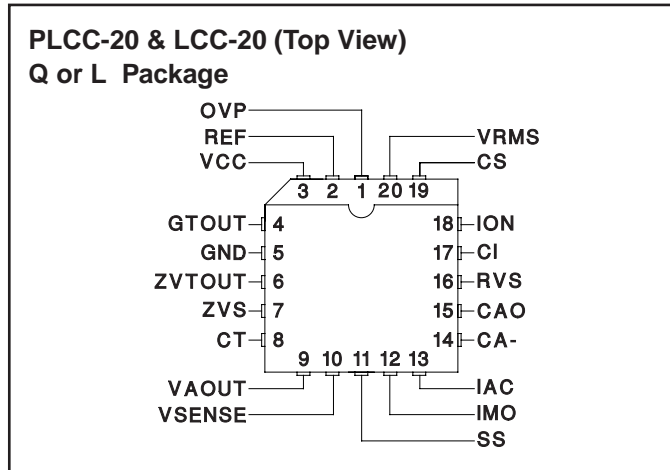 PLCC-20 & LCC-20 (Top View)
Q or L Package
OVP
REF
VCC
VRMS
CS
3 2 1 20 19
GTOUT 4
GND 5
ZVTOUT 6
ZVS 7
CT 8
18 ION
17 CI
16 RVS
15 CAO
14 CA-
9 10 11 12 13
VAOUT
VSENSE
IAC
IMO
SS